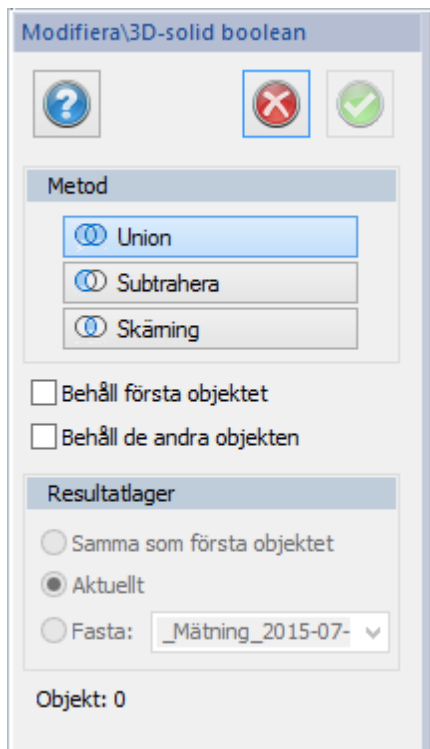 Modifiera\3D-solid boolean
Metod
Union
Subtrahera
Skärning
Behåll första objektet
Behåll de andra objekten
Resultatlager
Samma som första objektet
Aktuellt
Fasta: _Mätning_2015-07-
Objekt: 0